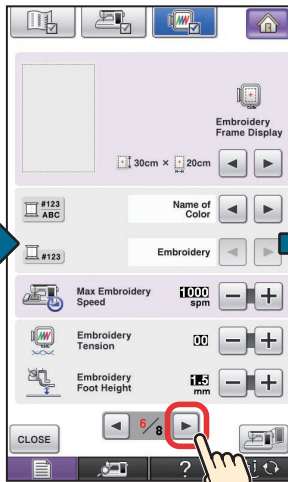 Embroidery
Frame Display
30cm × 20cm
#123
ABC
Name of
Color
#123
Embroidery
Max Embroidery
Speed
1000
spm
Embroidery
Tension
00
Embroidery
Foot Height
1.5
mm
CLOSE
6/8
?